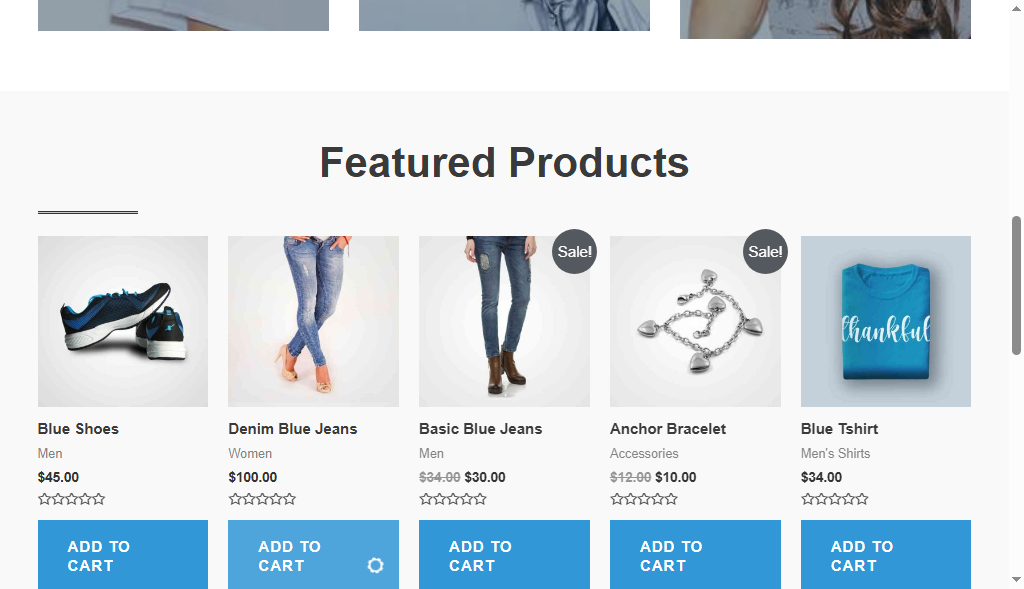 Featured Products
Sale!
Sale!
thankful
Blue Shoes
Men
$45.00
ADD TO
CART
Denim Blue Jeans
Women
$100.00
ADD TO
CART
Basic Blue Jeans
Men
$34.00 $30.00
ADD TO
CART
Anchor Bracelet
Accessories
$12.00 $10.00
ADD TO
CART
Blue Tshirt
Men's Shirts
$34.00
ADD TO
CART